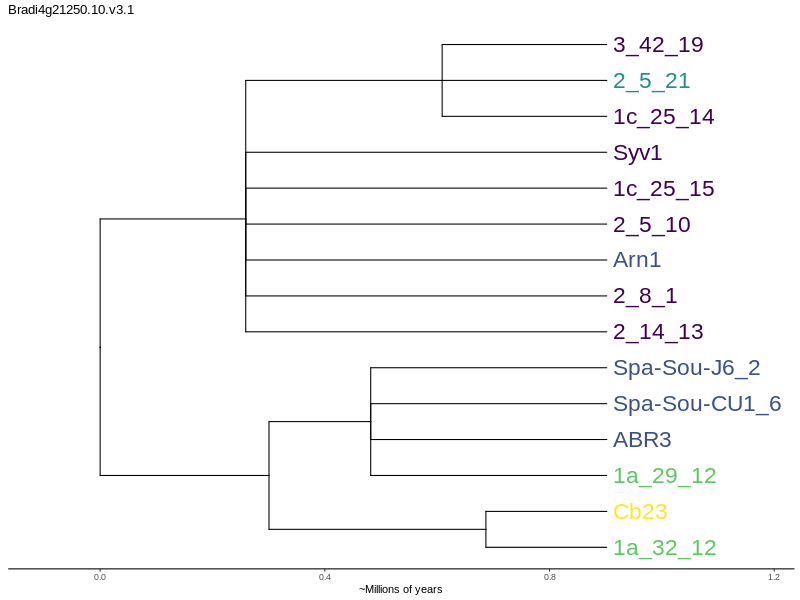 Bradi4g21250.10.v3.1
3_42_19
2_5_21
1c_25_14
Syv1
1c_25_15
2_5_10
Arn1
2_8_1
2_14_13
Spa-Sou-J6_2
Spa-Sou-CU1_6
ABR3
1a_29_12
Cb23
1a_32_12
0.0 0.4 0.8 1.2
~Millions of years